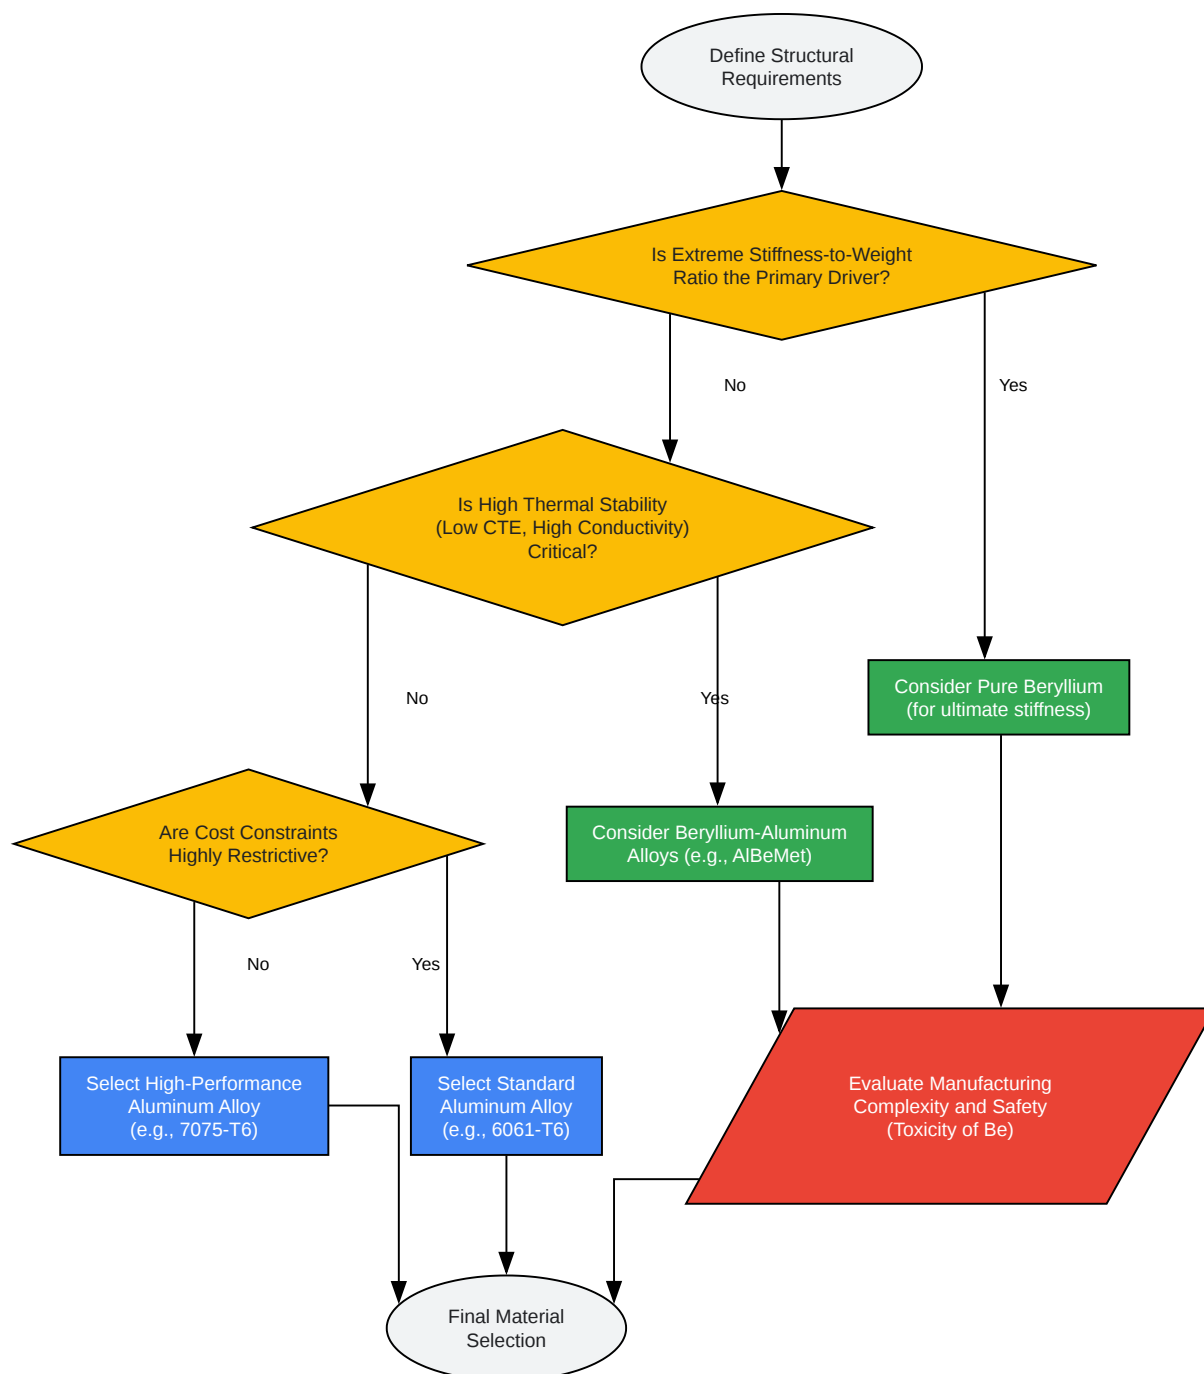 Define Structural
Requirements
Is Extreme Stiffness-to-Weight
Ratio the Primary Driver?
No
Yes
Is High Thermal Stability
(Low CTE, High Conductivity)
Critical?
No
Yes
Consider Pure Beryllium
(for ultimate stiffness)
Are Cost Constraints
Highly Restrictive?
Consider Beryllium-Aluminum
Alloys (e.g., AlBeMet)
No
Yes
Select High-Performance
Aluminum Alloy
(e.g., 7075-T6)
Select Standard
Aluminum Alloy
(e.g., 6061-T6)
Evaluate Manufacturing
Complexity and Safety
(Toxicity of Be)
Final Material
Selection